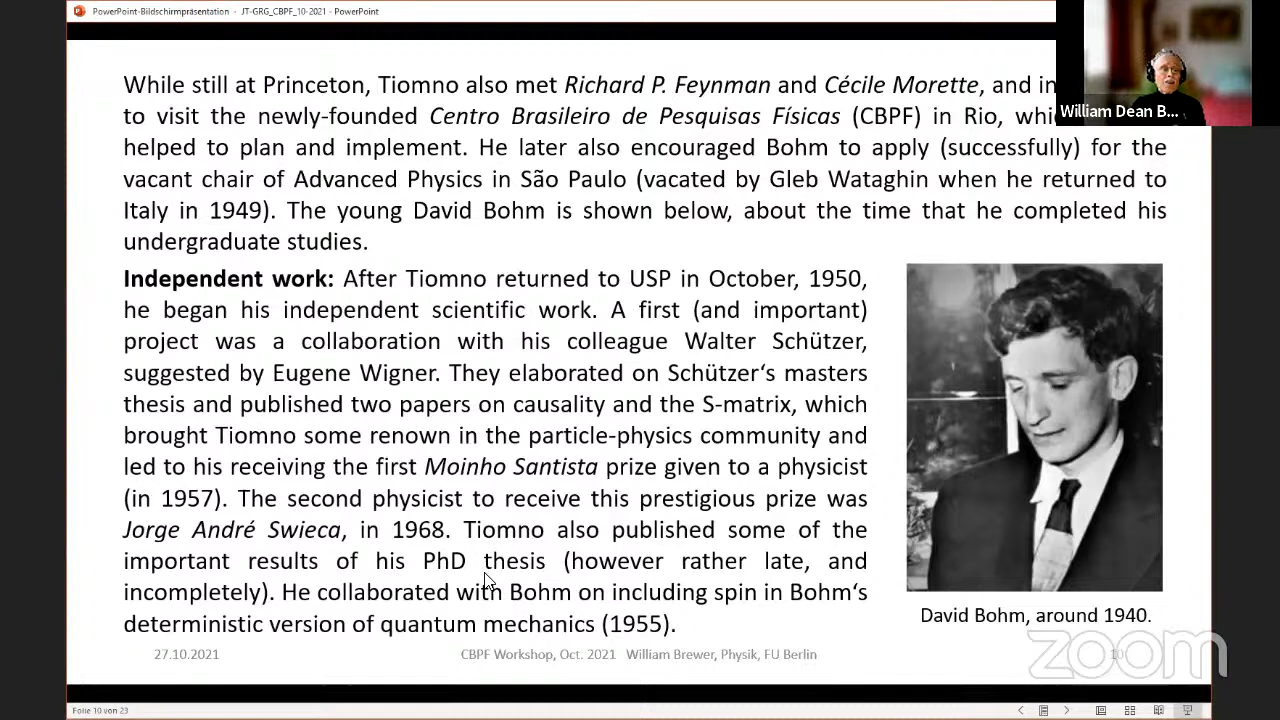 PowerPoint-Bildschirmpräsentation - JT-GRG_CBPF_10-2021 - PowerPoint
William Dean B...
While still at Princeton, Tiomno also met Richard P. Feynman and Cécile Morette, and in
to visit the newly-founded Centro Brasileiro de Pesquisas Físicas (CBPF) in Rio,
helped to plan and implement. He later also encouraged Bohm to apply (successfully) for the
vacant chair of Advanced Physics in São Paulo (vacated by Gleb Wataghin when he returned to
Italy in 1949). The young David Bohm is shown below, about the time that he completed his
undergraduate studies.
Independent work: After Tiomno returned to USP in October, 1950,
he began his independent scientific work. A first (and important)
project was a collaboration with his colleague Walter Schützer,
suggested by Eugene Wigner. They elaborated on Schützer‘s masters
thesis and published two papers on causality and the S-matrix, which
brought Tiomno some renown in the particle-physics community and
led to his receiving the first Moinho Santista prize given to a physicist
(in 1957). The second physicist to receive this prestigious prize was
Jorge André Swieca, in 1968. Tiomno also published some of the
important results of his PhD thesis (however rather late, and
incompletely). He collaborated with Bohm on including spin in Bohm‘s
deterministic version of quantum mechanics (1955).
David Bohm, around 1940.
27.10.2021
CBPF Workshop, Oct. 2021 William Brewer, Physik, FU Berlin
10
zoom
Folie 10 von 23